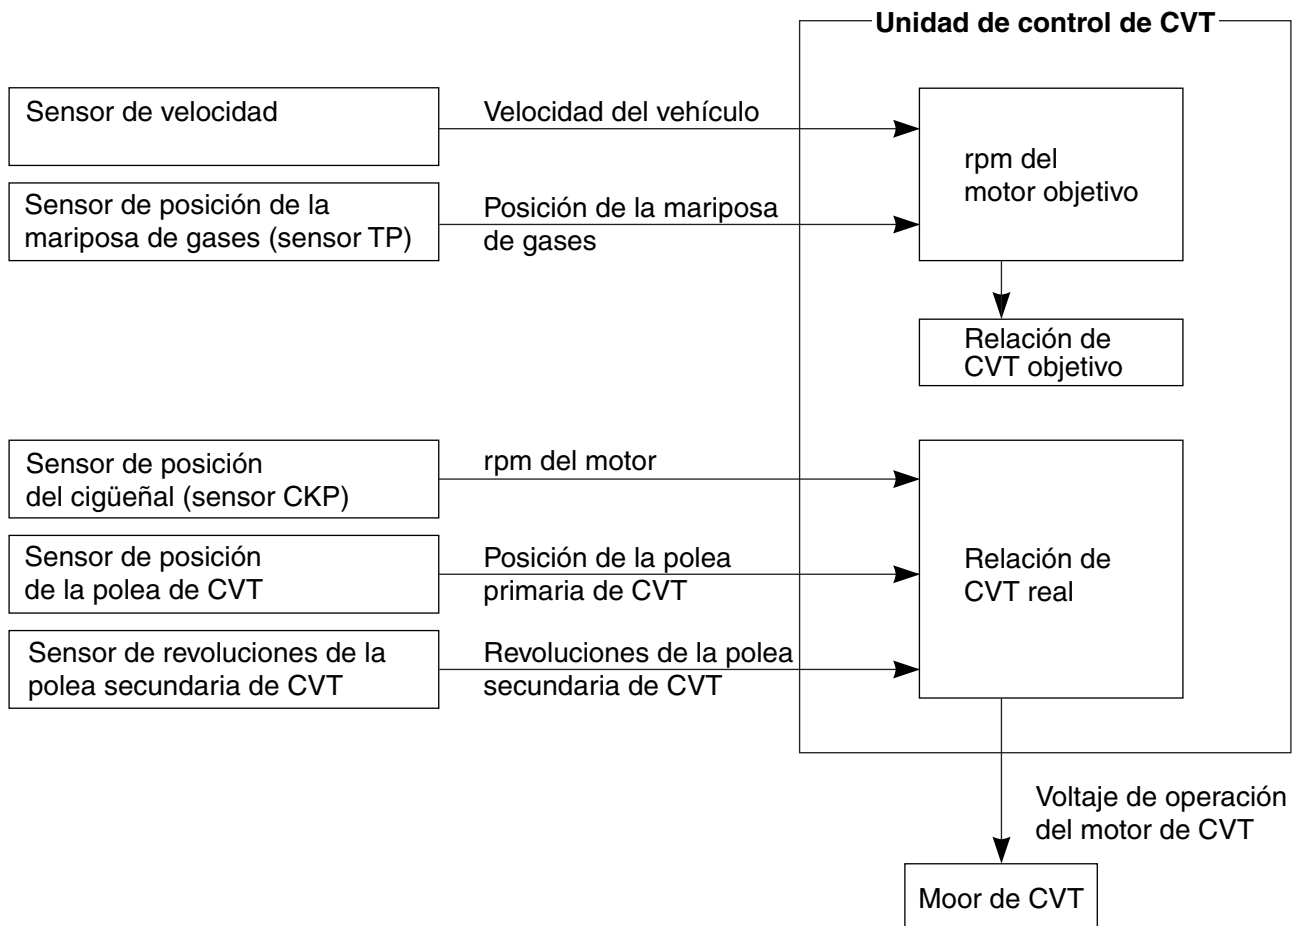 Unidad de control de CVT
Sensor de velocidad
Velocidad del vehículo
rpm del
motor objetivo
Sensor de posición de la
mariposa de gases (sensor TP)
Posición de la mariposa
de gases
Relación de
CVT objetivo
Sensor de posición
del cigüeñal (sensor CKP)
rpm del motor
Sensor de posición
de la polea de CVT
Posición de la polea
primaria de CVT
Relación de
CVT real
Sensor de revoluciones de la
polea secundaria de CVT
Revoluciones de la polea
secundaria de CVT
Voltaje de operación
del motor de CVT
Moor de CVT